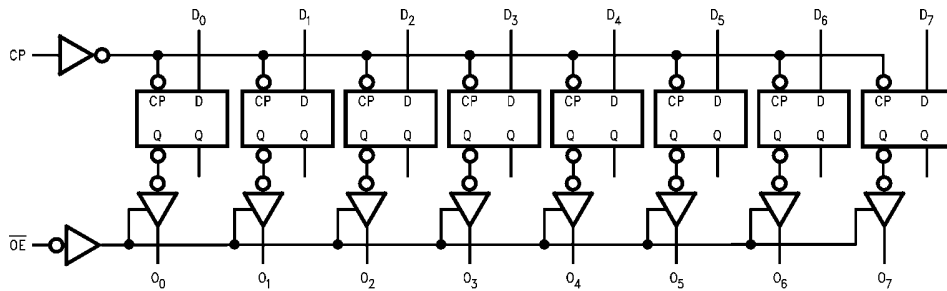 D0 D1 D2 D3 D4 D5 D6 D7
CP
CP D CP D CP D CP D CP D CP D CP D CP D
Q Q Q Q Q Q Q Q Q Q Q Q Q Q Q Q
OE
O0 O1 O2 O3 O4 O5 O6 O7